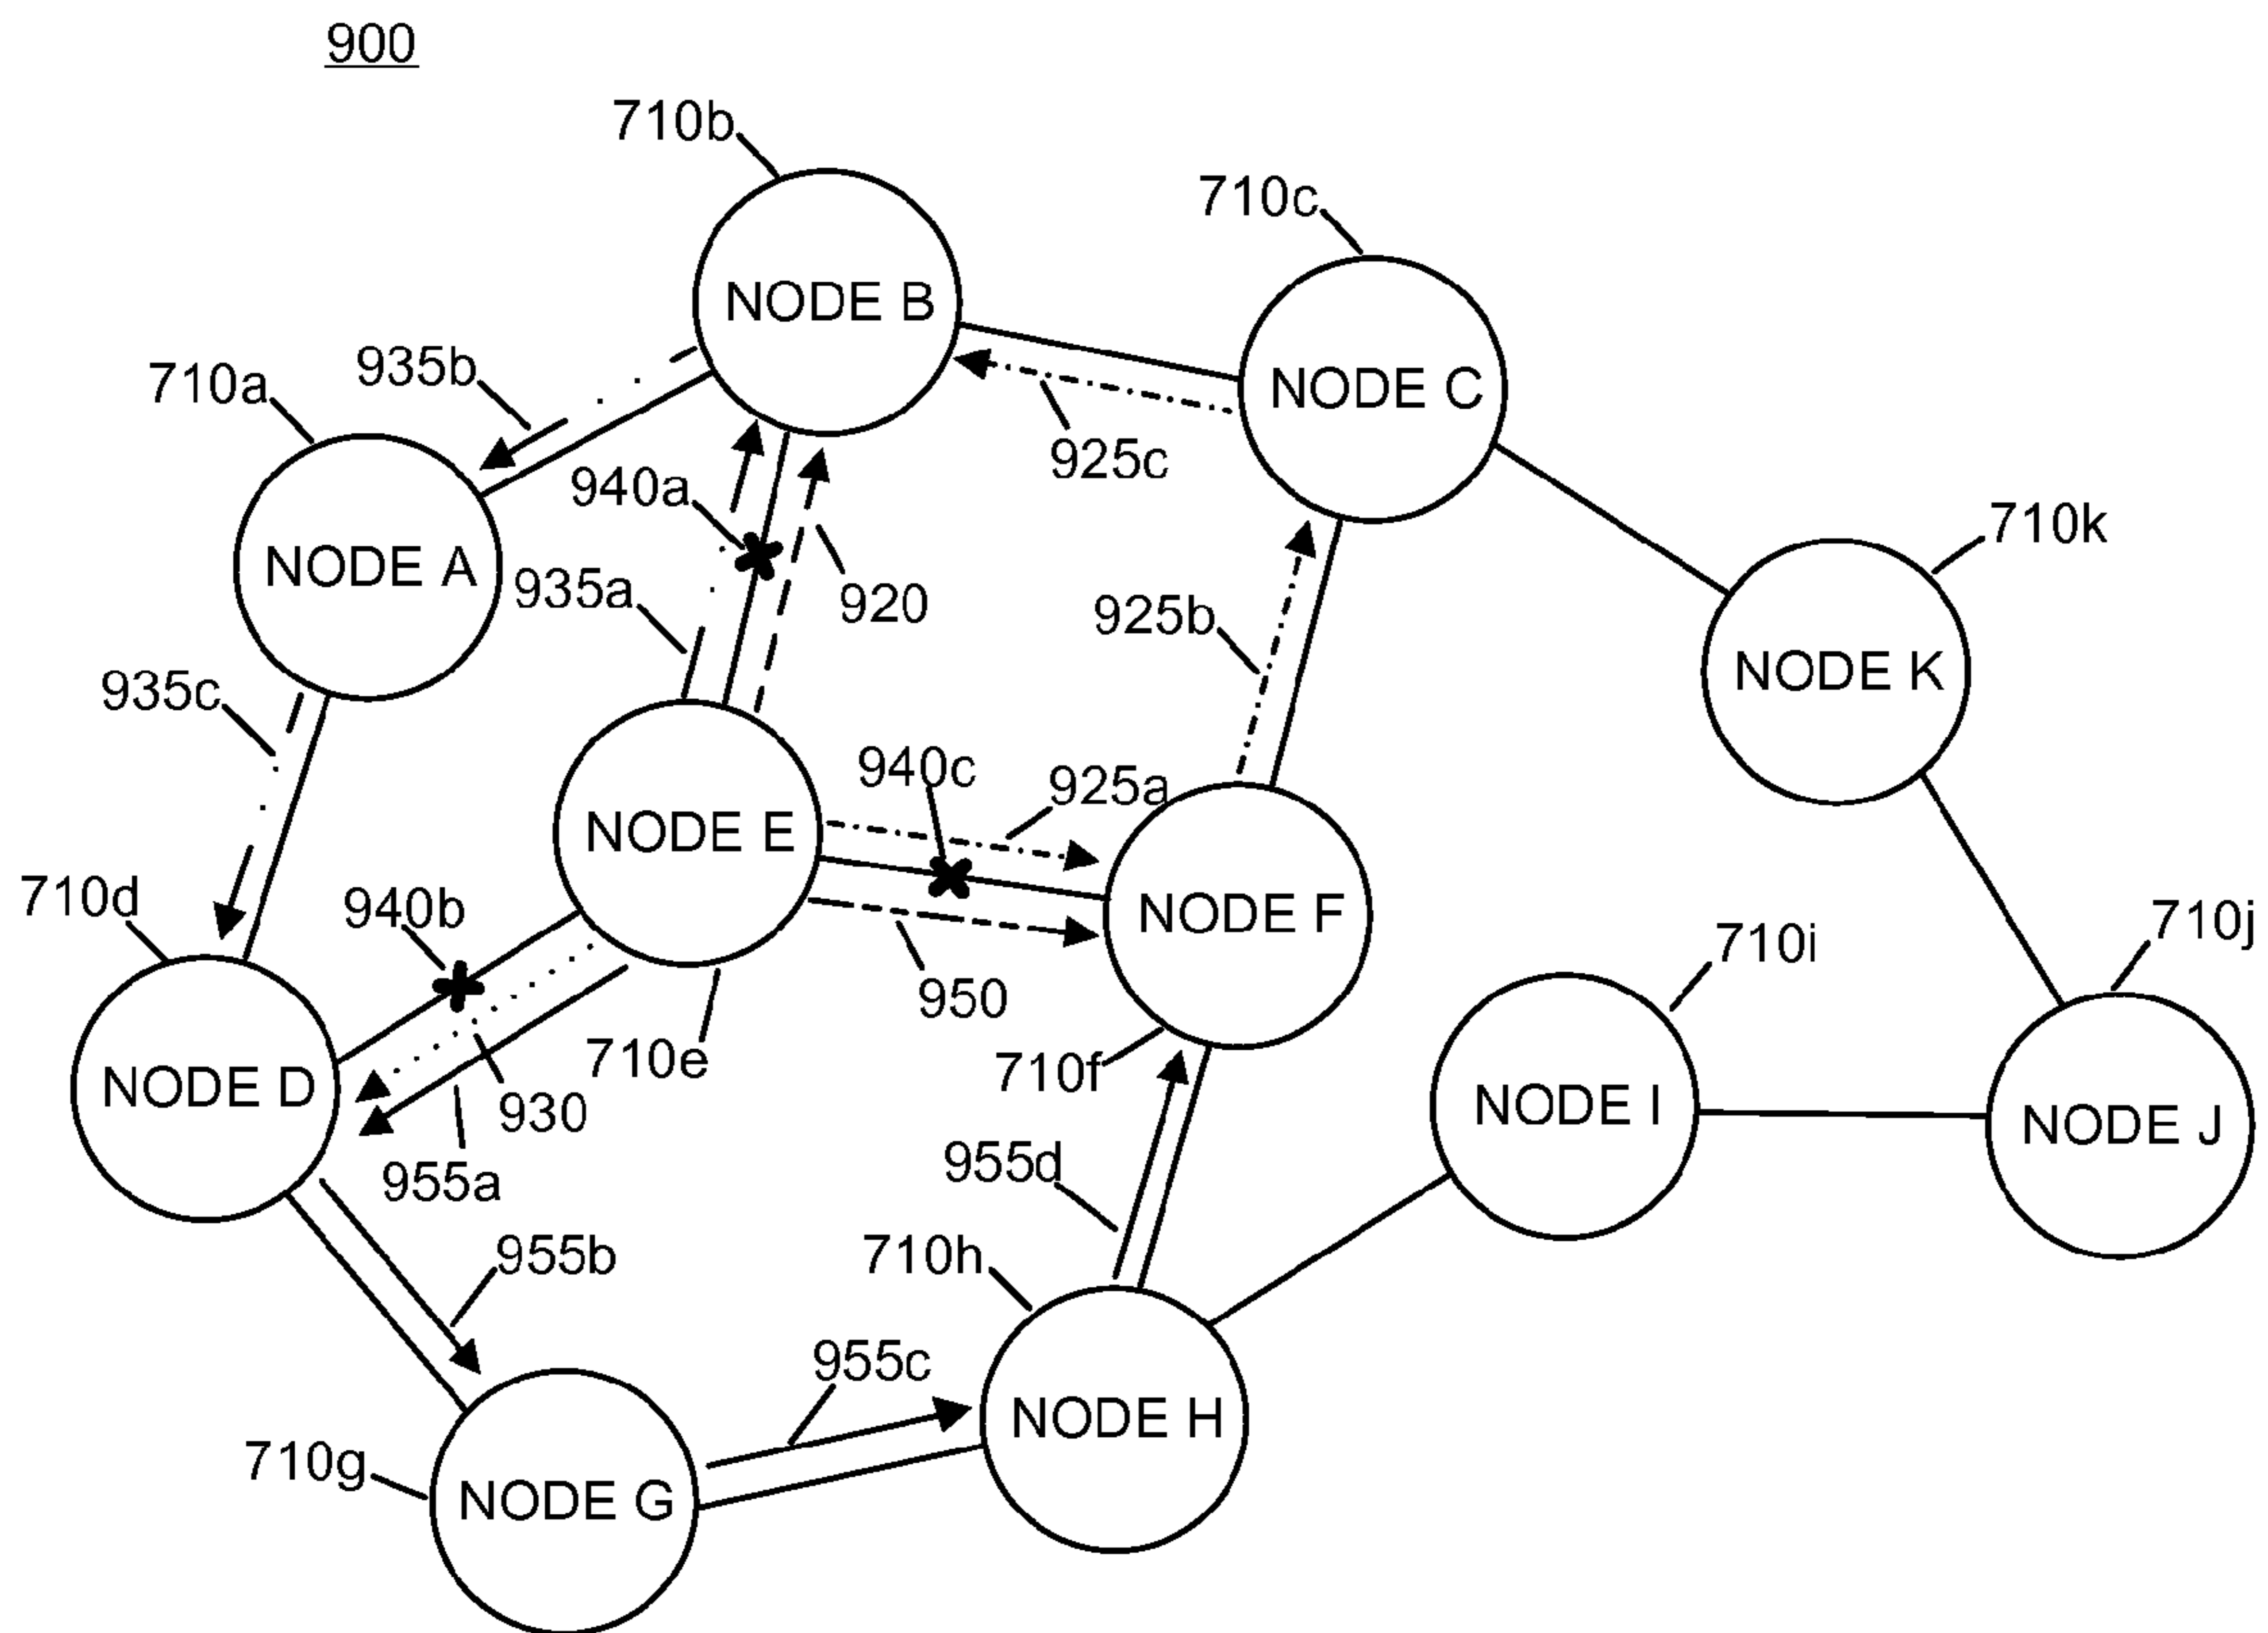 900
710b
710c
NODE B
935b
710a
NODE C
925c
940a
710k
NODE A
935a
920
925b
NODE K
935c
940c
925a
NODE E
710d
940b
NODE F
710i
710j
950
710e
710f
NODE D
930
NODE I
NODE J
955a
955d
955b
710h
955c
NODE H
710g
NODE G